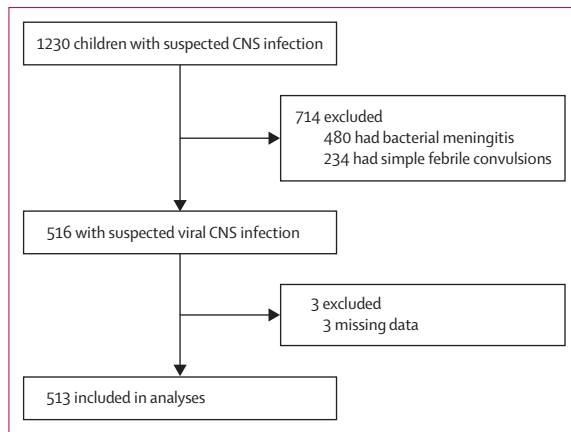 1230 children with suspected CNS infection
714 excluded
480 had bacterial meningitis
234 had simple febrile convulsions
516 with suspected viral CNS infection
3 excluded
3 missing data
513 included in analyses